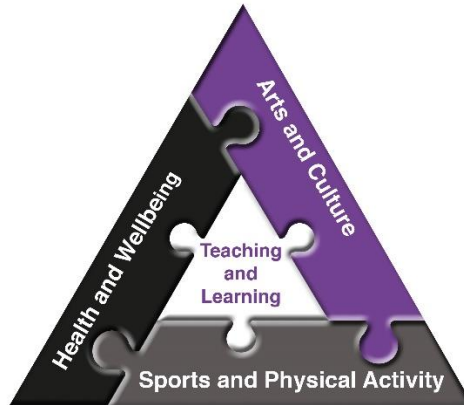 Arts and Culture
Health and Wellbeing
Teaching
and
Learning
Sports and Physical Activity